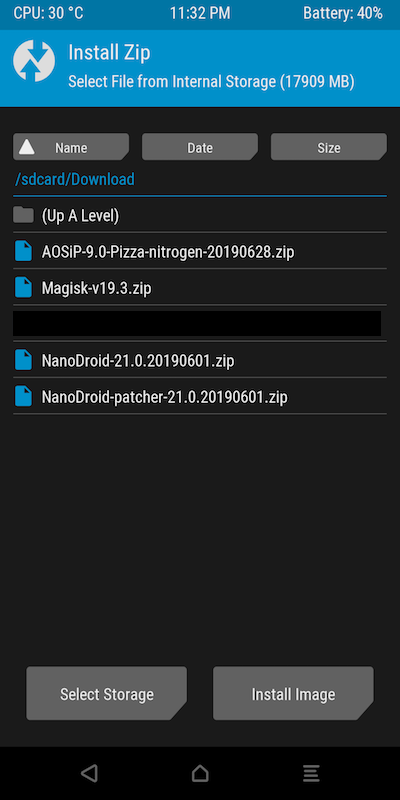 CPU: 30 °C 11:32 PM Battery: 40%
Install Zip
Select File from Internal Storage (17909 MB)
Name Date Size
/sdcard/Download
(Up A Level)
AOSiP-9.0-Pizza-nitrogen-20190628.zip
Magisk-v19.3.zip
NanoDroid-21.0.20190601.zip
NanoDroid-patcher-21.0.20190601.zip
Select Storage Install Image